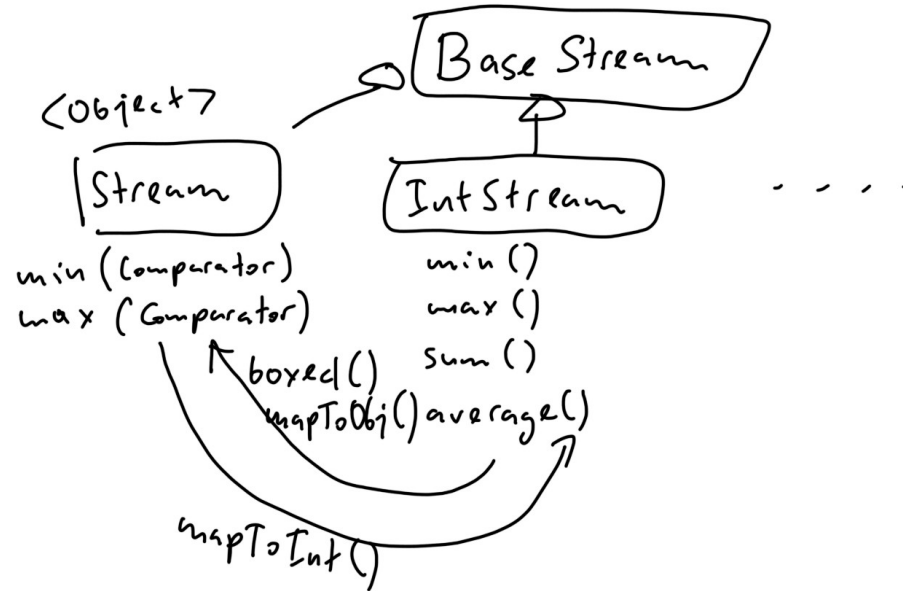 Base Stream
<Object>
Stream
IntStream
. . . .
min (Comparator)
max (Comparator)
min ()
max ()
sum ()
average()
boxed()
mapToObj()
mapToInt()